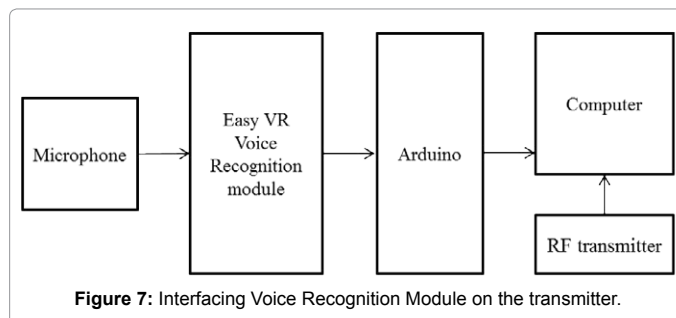 Microphone
Easy VR
Voice
Recognition
module
Arduino
Computer
RF transmitter
Figure 7: Interfacing Voice Recognition Module on the transmitter.